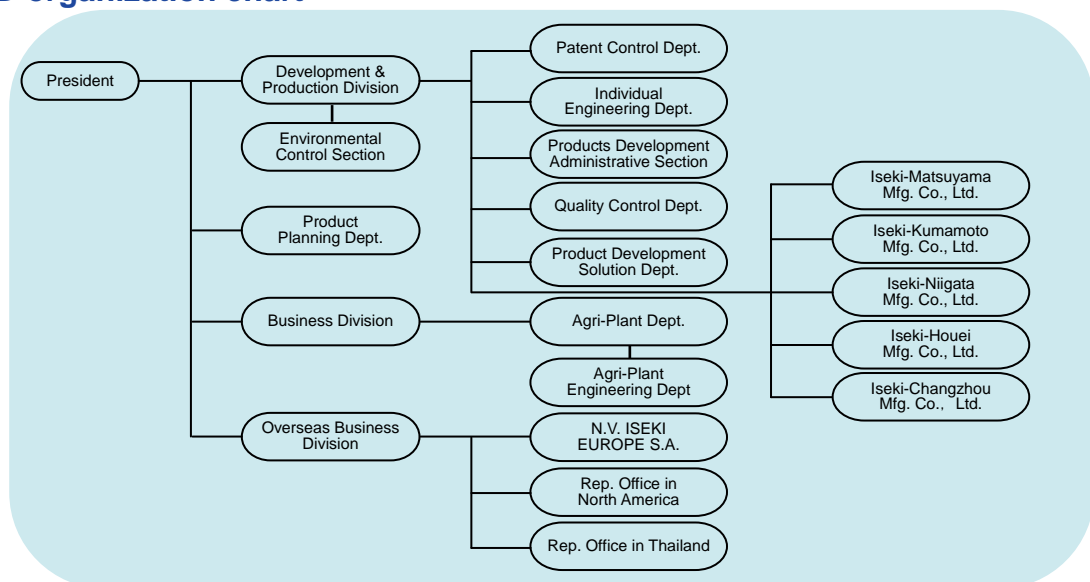 organization chart
President
Development &
Production Division
Environmental
Control Section
Product
Planning Dept.
Business Division
Overseas Business
Division
Patent Control Dept.
Individual
Engineering Dept.
Products Development
Administrative Section
Quality Control Dept.
Product Development
Solution Dept.
Agri-Plant Dept.
Agri-Plant
Engineering Dept
N.V. ISEKI
EUROPE S.A.
Rep. Office in
North America
Rep. Office in Thailand
Iseki-Matsuyama
Mfg. Co., Ltd.
Iseki-Kumamoto
Mfg. Co., Ltd.
Iseki-Niigata
Mfg. Co., Ltd.
Iseki-Houei
Mfg. Co., Ltd.
Iseki-Changzhou
Mfg. Co., Ltd.